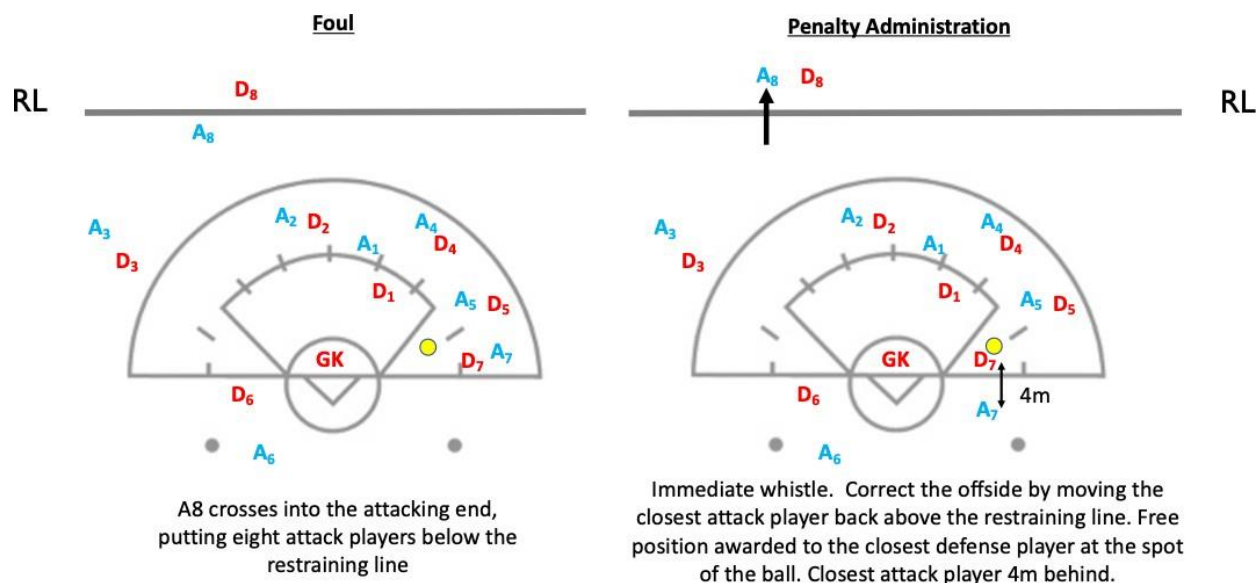 Foul
Penalty Administration
D8
A8 D8
RL
RL
A8
A3
A2 D2
A4
A1
D4
D3
D1
A5 D5
GK
D7 A7
D6
A6
A3
A2 D2
A4
A1
D4
D3
D1
A5 D5
GK
D7
D6
4m
A7
A6
A8 crosses into the attacking end,
putting eight attack players below the
restraining line
Immediate whistle. Correct the offside by moving the
closest attack player back above the restraining line. Free
position awarded to the closest defense player at the spot
of the ball. Closest attack player 4m behind.